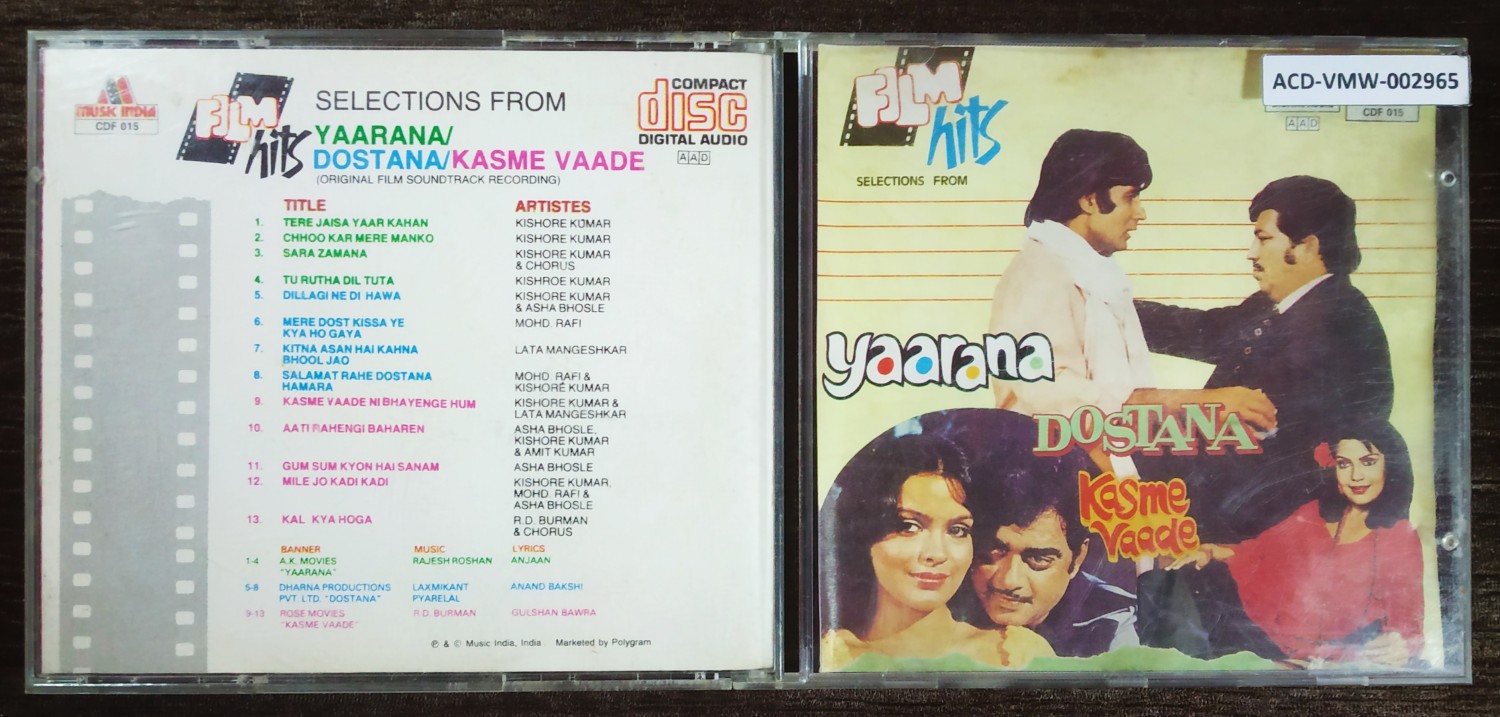 MUSIC INDIA
CDF 015
FILM
hits
SELECTIONS FROM
YAARANA/
DOSTANA/KASME VAADE
(ORIGINAL FILM SOUNDTRACK RECORDING)
COMPACT
disc
DIGITAL AUDIO
AAD
TITLE ARTISTES
1. TERE JAISA YAAR KAHAN KISHORE KUMAR
2. CHHOO KAR MERE MANKO KISHORE KUMAR
3. SARA ZAMANA KISHORE KUMAR
& CHORUS
4. TU RUTHA DIL TUTA KISHROE KUMAR
5. DILLAGI NE DI HAWA KISHORE KUMAR
& ASHA BHOSLE
6. MERE DOST KISSA YE MOHD. RAFI
KYA HO GAYA
7. KITNA ASAN HAI KAHNA LATA MANGESHKAR
BHOOL JAO
8. SALAMAT RAHE DOSTANA MOHD. RAFI &
HAMARA KISHORE KUMAR
9. KASME VAADE NIBHAYENGE HUM KISHORE KUMAR &
LATA MANGESHKAR
10. AATI RAHENGI BAHAREN ASHA BHOSLE,
KISHORE KUMAR
& AMIT KUMAR
11. GUM SUM KYON HAI SANAM ASHA BHOSLE
12. MILE JO KADI KADI KISHORE KUMAR,
MOHD. RAFI &
ASHA BHOSLE
13. KAL KYA HOGA R.D. BURMAN
& CHORUS
BANNER MUSIC LYRICS
1-4 A.K. MOVIES RAJESH ROSHAN ANJAAN
"YAARANA"
5-8 DHARNA PRODUCTIONS LAXMIKANT ANAND BAKSHI
PVT. LTD. "DOSTANA" PYARELAL
9-13 ROSE MOVIES R.D. BURMAN GULSHAN BAWRA
"KASME VAADE"
℗ & © Music India, India Marketed by Polygram
FILM
hits
SELECTIONS FROM
ACD-VMW-002965
AAD
CDF 015
yaarana
DOSTANA
Kasme
Vaade